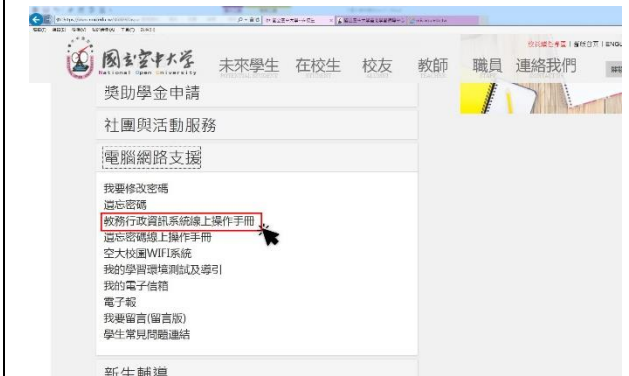 國立空中大學
National Open University
未來學生 在校生 校友 教師 職員 連絡我們
獎助學金申請
社團與活動服務
電腦網路支援
我要修改密碼
遺忘密碼
教務行政資訊系統線上操作手冊
遺忘密碼線上操作手冊
空大校園WIFI系統
我的學習環境測試及導引
我的電子信箱
電子報
我要留言(留言版)
學生常見問題連結
新生輔導